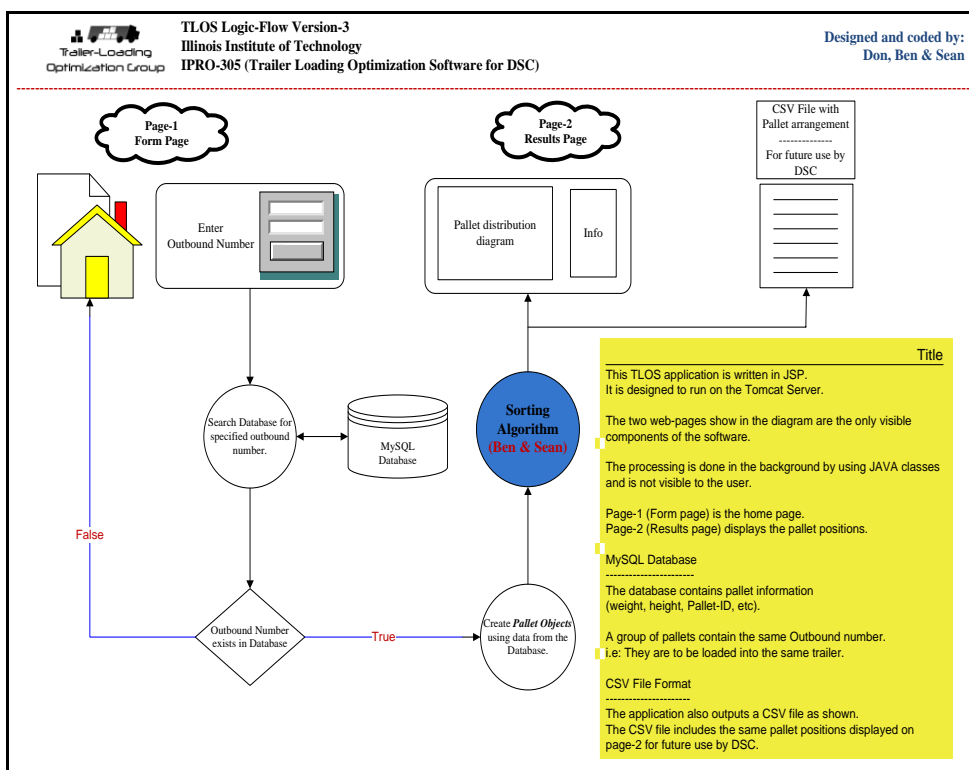 Trailer-Loading
Optimization Group
TLOS Logic-Flow Version-3
Illinois Institute of Technology
IPRO-305 (Trailer Loading Optimization Software for DSC)
Designed and coded by:
Don, Ben & Sean
Page-1
Form Page
Page-2
Results Page
CSV File with
Pallet arrangement
--------------
For future use by
DSC
Enter
Outbound Number
Pallet distribution
diagram
Info
Search Database for
specified outbound
number.
MySQL
Database
Sorting
Algorithm
(Ben & Sean)
False
Outbound Number
exists in Database
True
Create Pallet Objects
using data from the
Database.
Title
This TLOS application is written in JSP.
It is designed to run on the Tomcat Server.
The two web-pages show in the diagram are the only visible
components of the software.
The processing is done in the background by using JAVA classes
and is not visible to the user.
Page-1 (Form page) is the home page.
Page-2 (Results page) displays the pallet positions.
MySQL Database
-----------------------
The database contains pallet information
(weight, height, Pallet-ID, etc).
A group of pallets contain the same Outbound number.
i.e: They are to be loaded into the same trailer.
CSV File Format
-----------------------
The application also outputs a CSV file as shown.
The CSV file includes the same pallet positions displayed on
page-2 for future use by DSC.